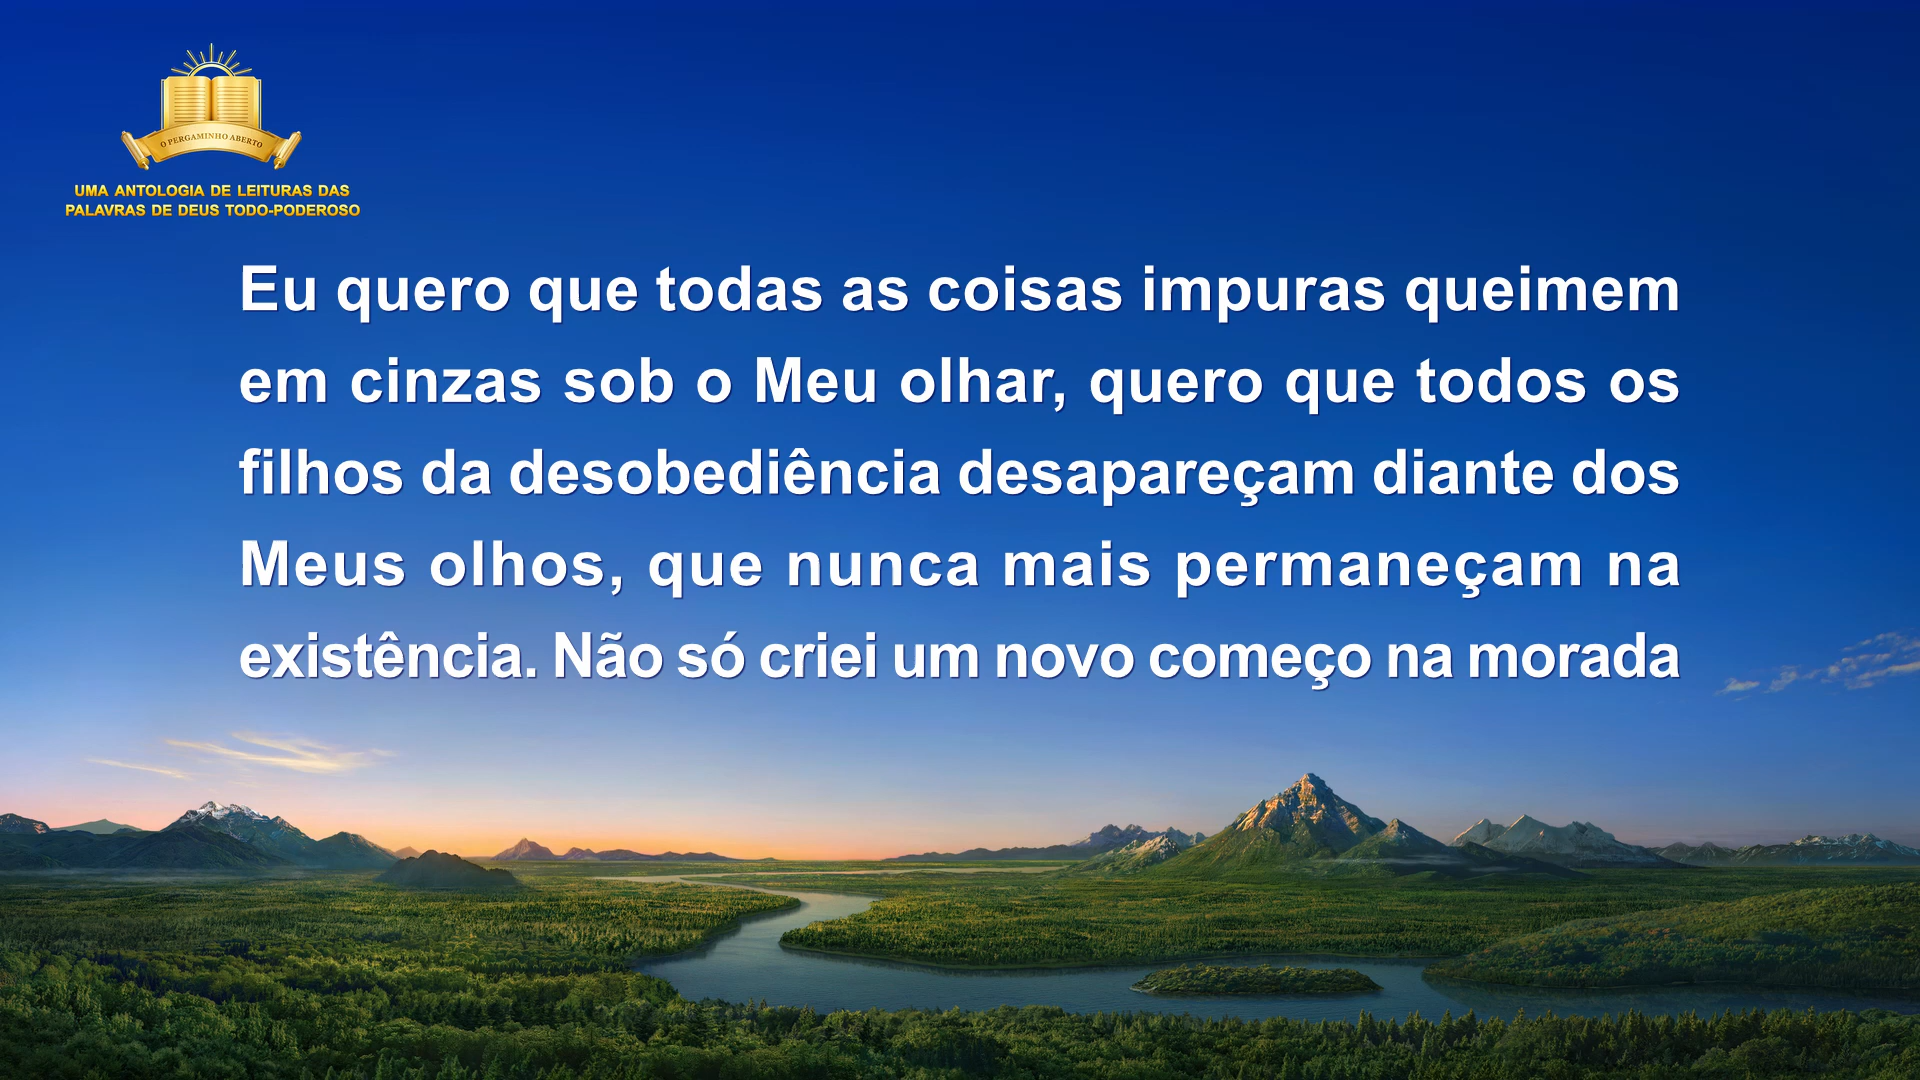 O PERGAMINHO ABERTO
UMA ANTOLOGIA DE LEITURAS DAS
PALAVRAS DE DEUS TODO-PODEROSO
Eu quero que todas as coisas impuras queimem
em cinzas sob o Meu olhar, quero que todos os
filhos da desobediência desapareçam diante dos
Meus olhos, que nunca mais permaneçam na
existência. Não só criei um novo começo na morada